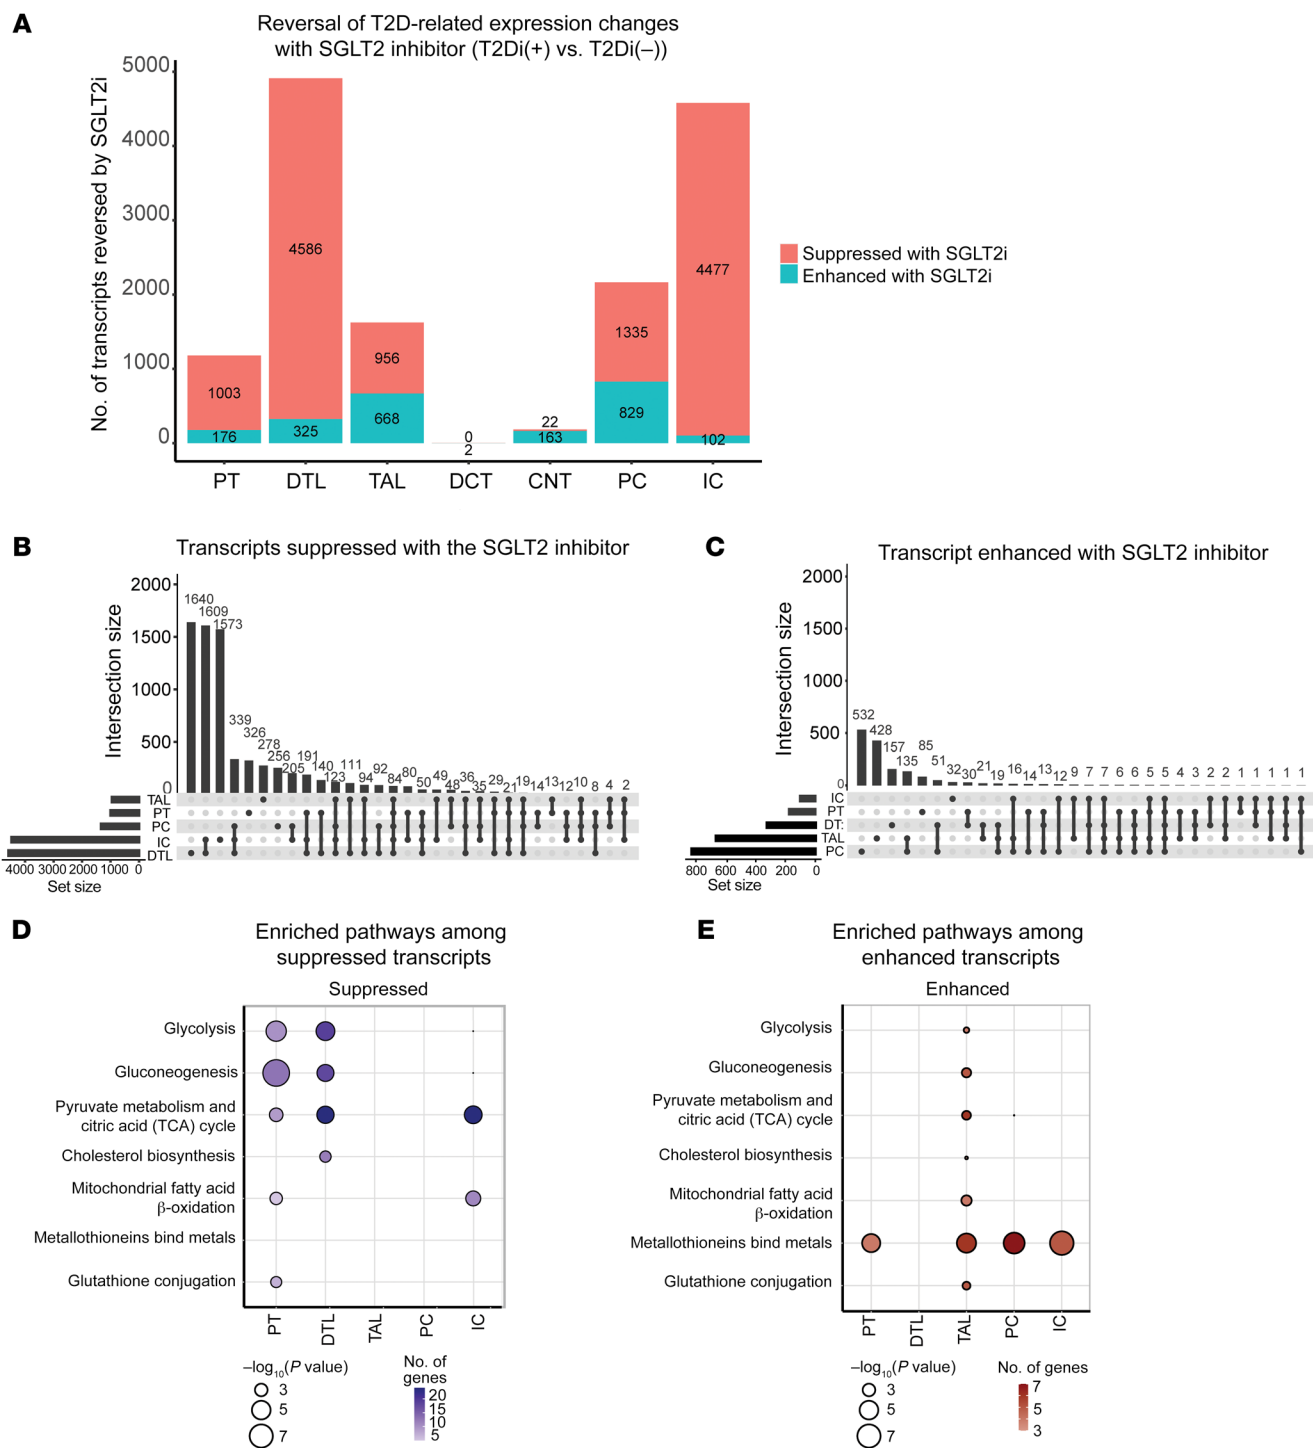 A
Reversal of T2D-related expression changes
with SGLT2 inhibitor (T2Di(+) vs. T2Di(–))
No. of transcripts reversed by SGLT2i
5000
4000
3000
2000
1000
0
1003
176
4586
325
956
668
0
2
22
163
1335
829
4477
102
PT DTL TAL DCT CNT PC IC
Suppressed with SGLT2i
Enhanced with SGLT2i
B
Transcripts suppressed with the SGLT2 inhibitor
Intersection size
2000
1500
1000
500
0
1640 1609 1573 339 326 278 256 205 191 140 123 111 94 92 84 80 50 49 48 36 35 29 21 19 14 13 12 10 8 4 2
TAL
PT
PC
IC
DTL
4000 3000 2000 1000 0
Set size
C
Transcript enhanced with SGLT2 inhibitor
Intersection size
2000
1500
1000
500
0
532 428 157 135 85 51 32 30 21 19 16 14 13 12 9 7 7 6 6 5 5 4 3 2 2 1 1 1 1 1 1
IC
PT
DT:
TAL
PC
800 600 400 200 0
Set size
D
Enriched pathways among
suppressed transcripts
Suppressed
Glycolysis
Gluconeogenesis
Pyruvate metabolism and
citric acid (TCA) cycle
Cholesterol biosynthesis
Mitochondrial fatty acid
β-oxidation
Metallothioneins bind metals
Glutathione conjugation
PT DTL TAL PC IC
–log10(P value)
3
5
7
No. of
genes
20
15
10
5
E
Enriched pathways among
enhanced transcripts
Enhanced
Glycolysis
Gluconeogenesis
Pyruvate metabolism and
citric acid (TCA) cycle
Cholesterol biosynthesis
Mitochondrial fatty acid
β-oxidation
Metallothioneins bind metals
Glutathione conjugation
PT DTL TAL PC IC
–log10(P value)
3
5
7
No. of genes
7
5
3